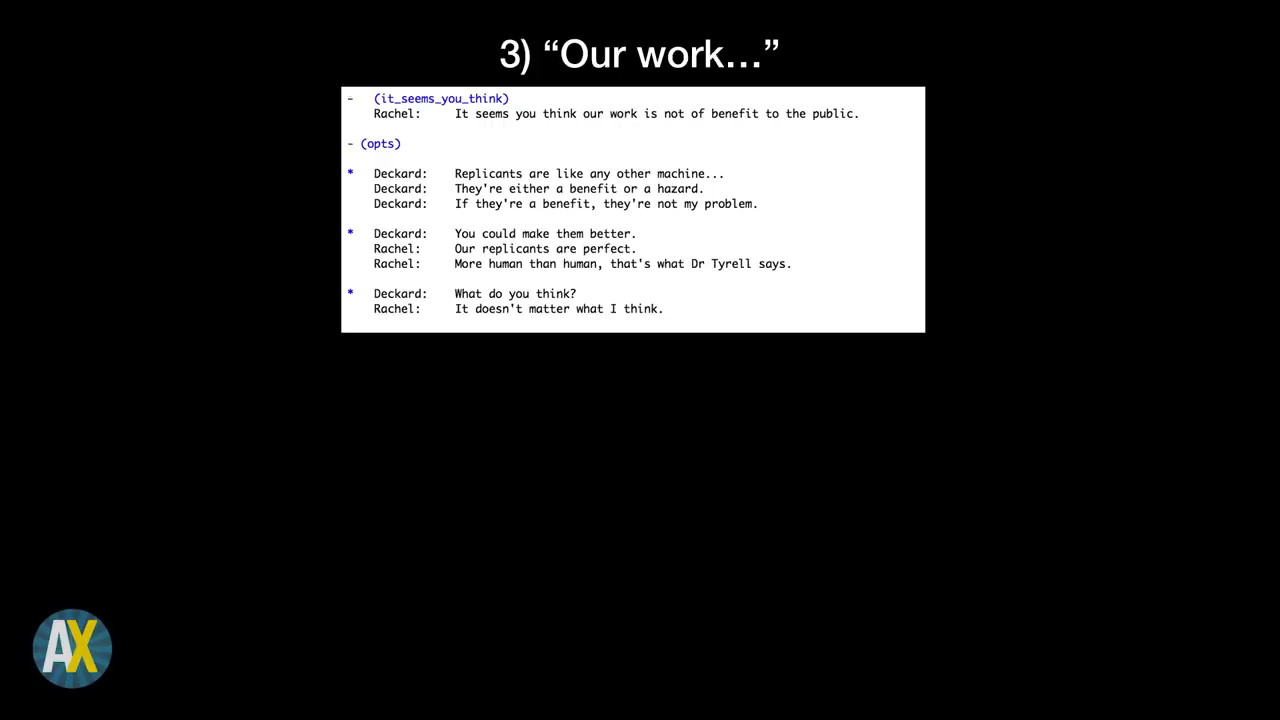 3) “Our work…”
- (it_seems_you_think)
Rachel: It seems you think our work is not of benefit to the public.
- (opts)
* Deckard: Replicants are like any other machine...
Deckard: They're either a benefit or a hazard.
Deckard: If they're a benefit, they're not my problem.
* Deckard: You could make them better.
Rachel: Our replicants are perfect.
Rachel: More human than human, that's what Dr Tyrell says.
* Deckard: What do you think?
Rachel: It doesn't matter what I think.
AX